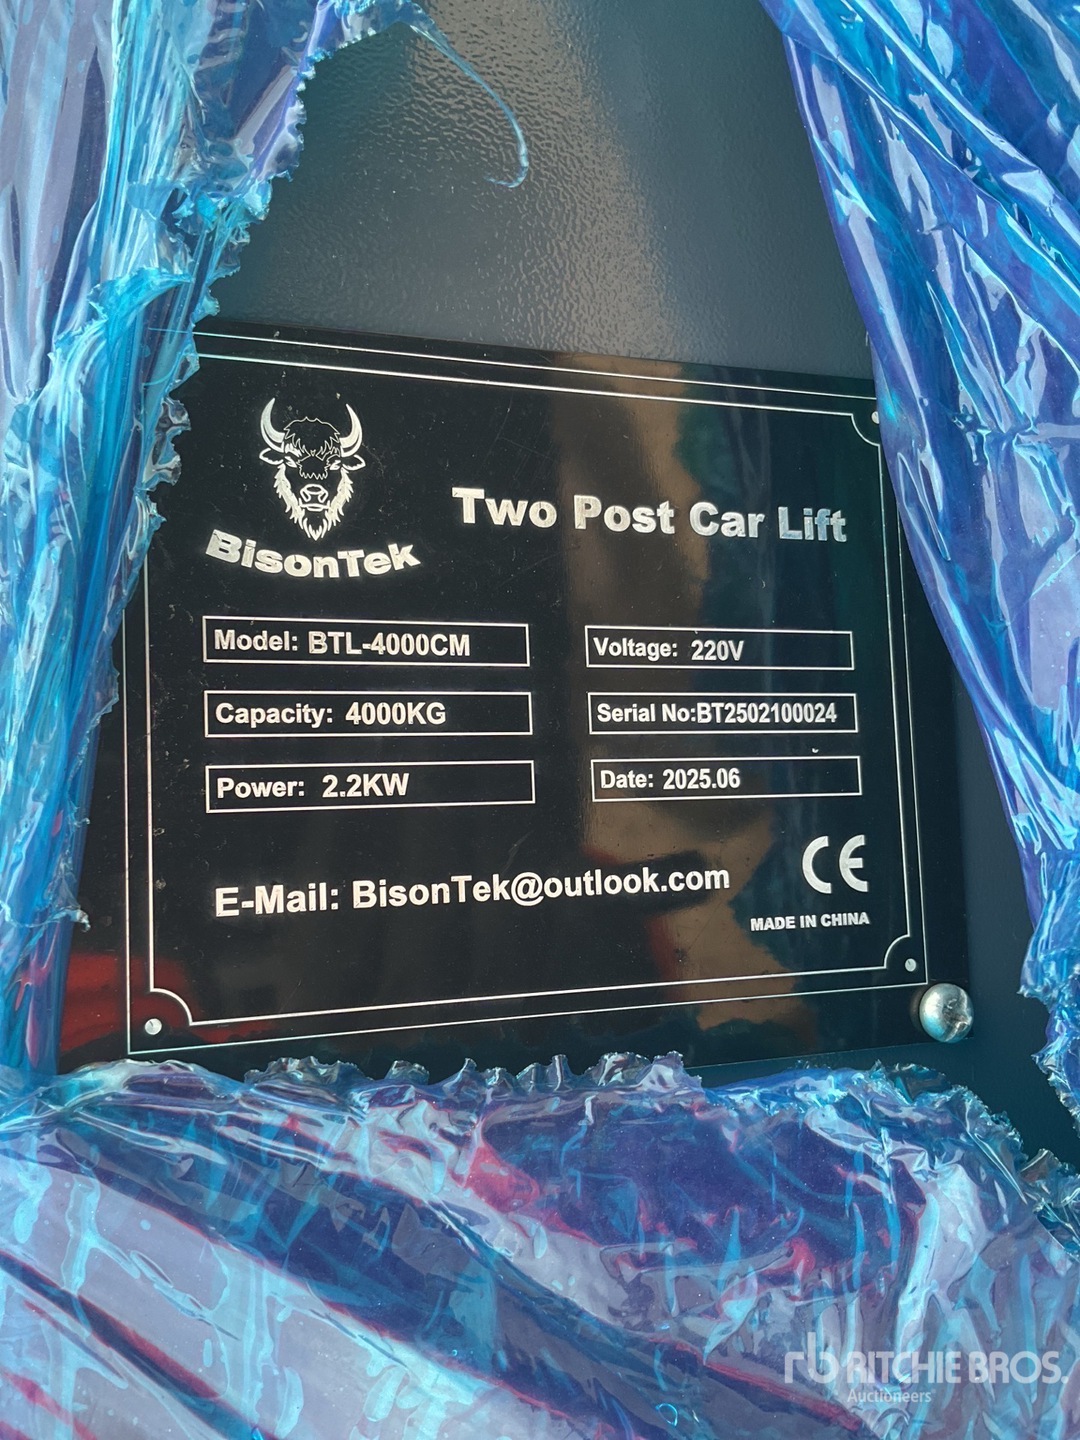 BisonTek
Two Post Car Lift
Model: BTL-4000CM
Voltage: 220V
Capacity: 4000KG
Serial No:BT2502100024
Power: 2.2KW
Date: 2025.06
E-Mail: BisonTek@outlook.com
CE
MADE IN CHINA
rb RITCHIE BROS.
Auctioneers